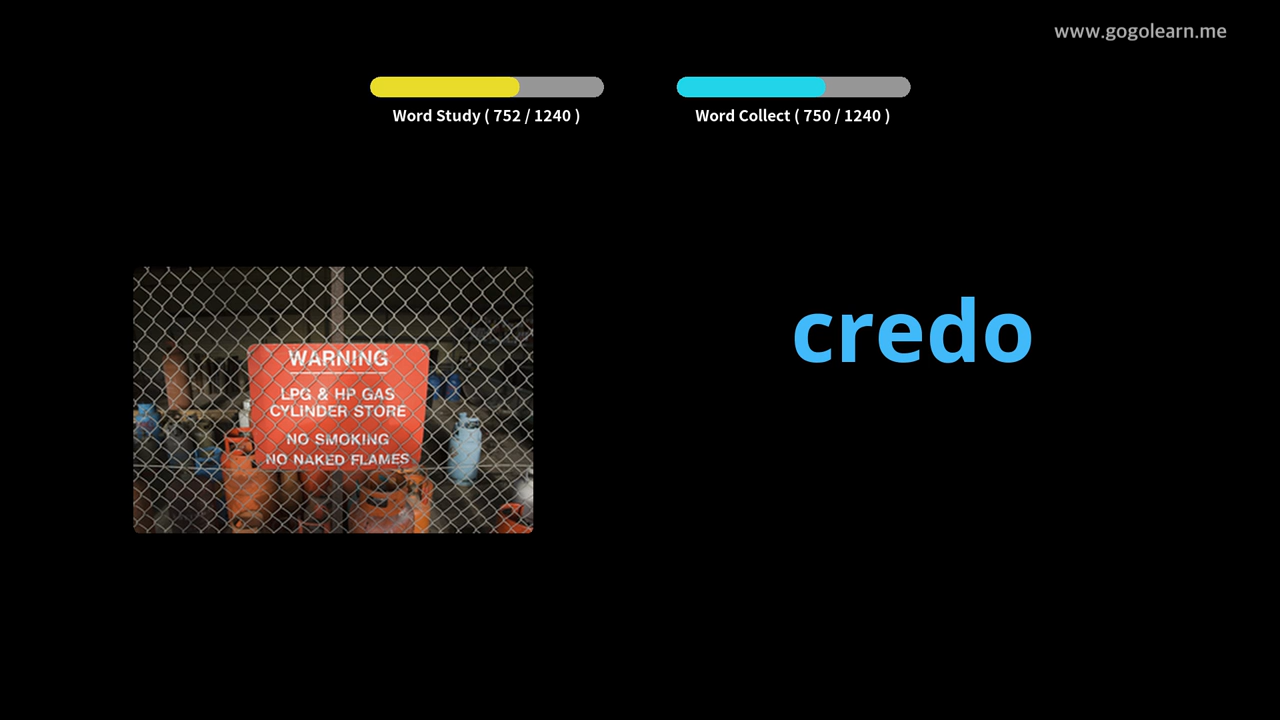 www.gogolearn.me
Word Study ( 752 / 1240 )
Word Collect ( 750 / 1240 )
WARNING
LPG & HP GAS
CYLINDER STORE
NO SMOKING
NO NAKED FLAMES
credo